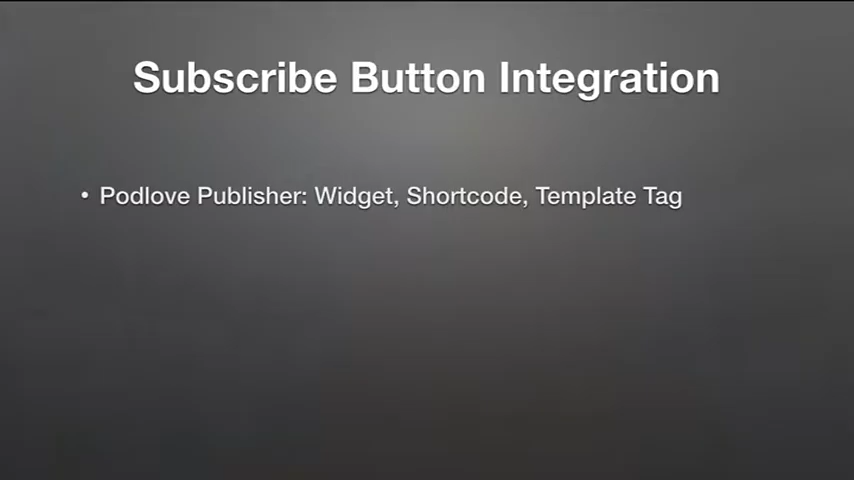 Subscribe Button Integration
• Podlove Publisher: Widget, Shortcode, Template Tag